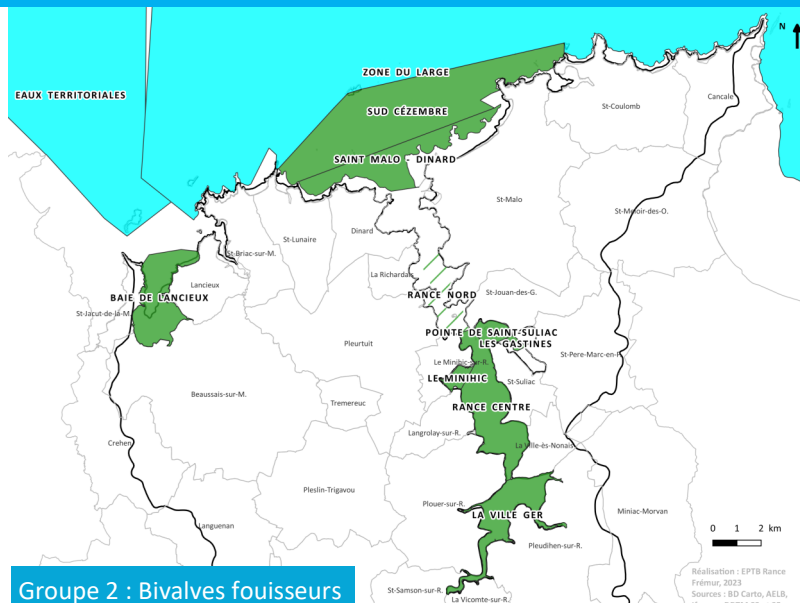 N
ZONE DU LARGE
EAUX TERRITORIALES
SUD CÉZEMBRE
St-Coulomb
Cancale
SAINT MALO - DINARD
St-Malo
St-Meloir-des-O.
Dinard
St-Lunaire
St-Briac-sur-M.
La Richardais
Lancieux
RANCE NORD
St-Jouan-des-G.
BAIE DE LANCIEUX
St-Jacut-de-la-M.
POINTE DE SAINT-SULIAC
LES GASTINES
Pleurtuit
St-Pere-Marc-en-P.
Le Minihic-sur-R.
LE MINIHIC
St-Suliac
Beaussais-sur-M.
Tremereuc
RANCE CENTRE
Langrolay-sur-R.
La Ville-ès-Nonais
Crehen
Pleslin-Trigavou
Plouer-sur-R.
LA VILLE GER
Miniac-Morvan
Languenan
Pleudihen-sur-R.
0 1 2 km
Réalisation : EPTB Rance
Frémur, 2023
Sources : BD Carto, AELB,
Groupe 2 : Bivalves fouisseurs
St-Samson-sur-R.
La Vicomte-sur-R.